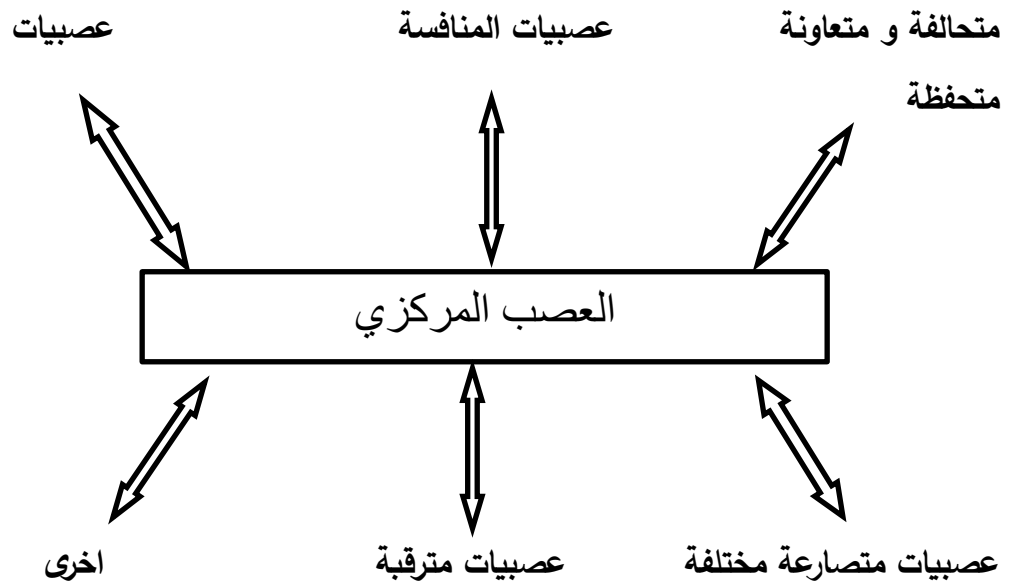 متحالفة و متعاونة عصبيات المنافسة عصبيات
متحفظة
العصب المركزي
عصبيات متصارعة مختلفة عصبيات مترقبة اخرى